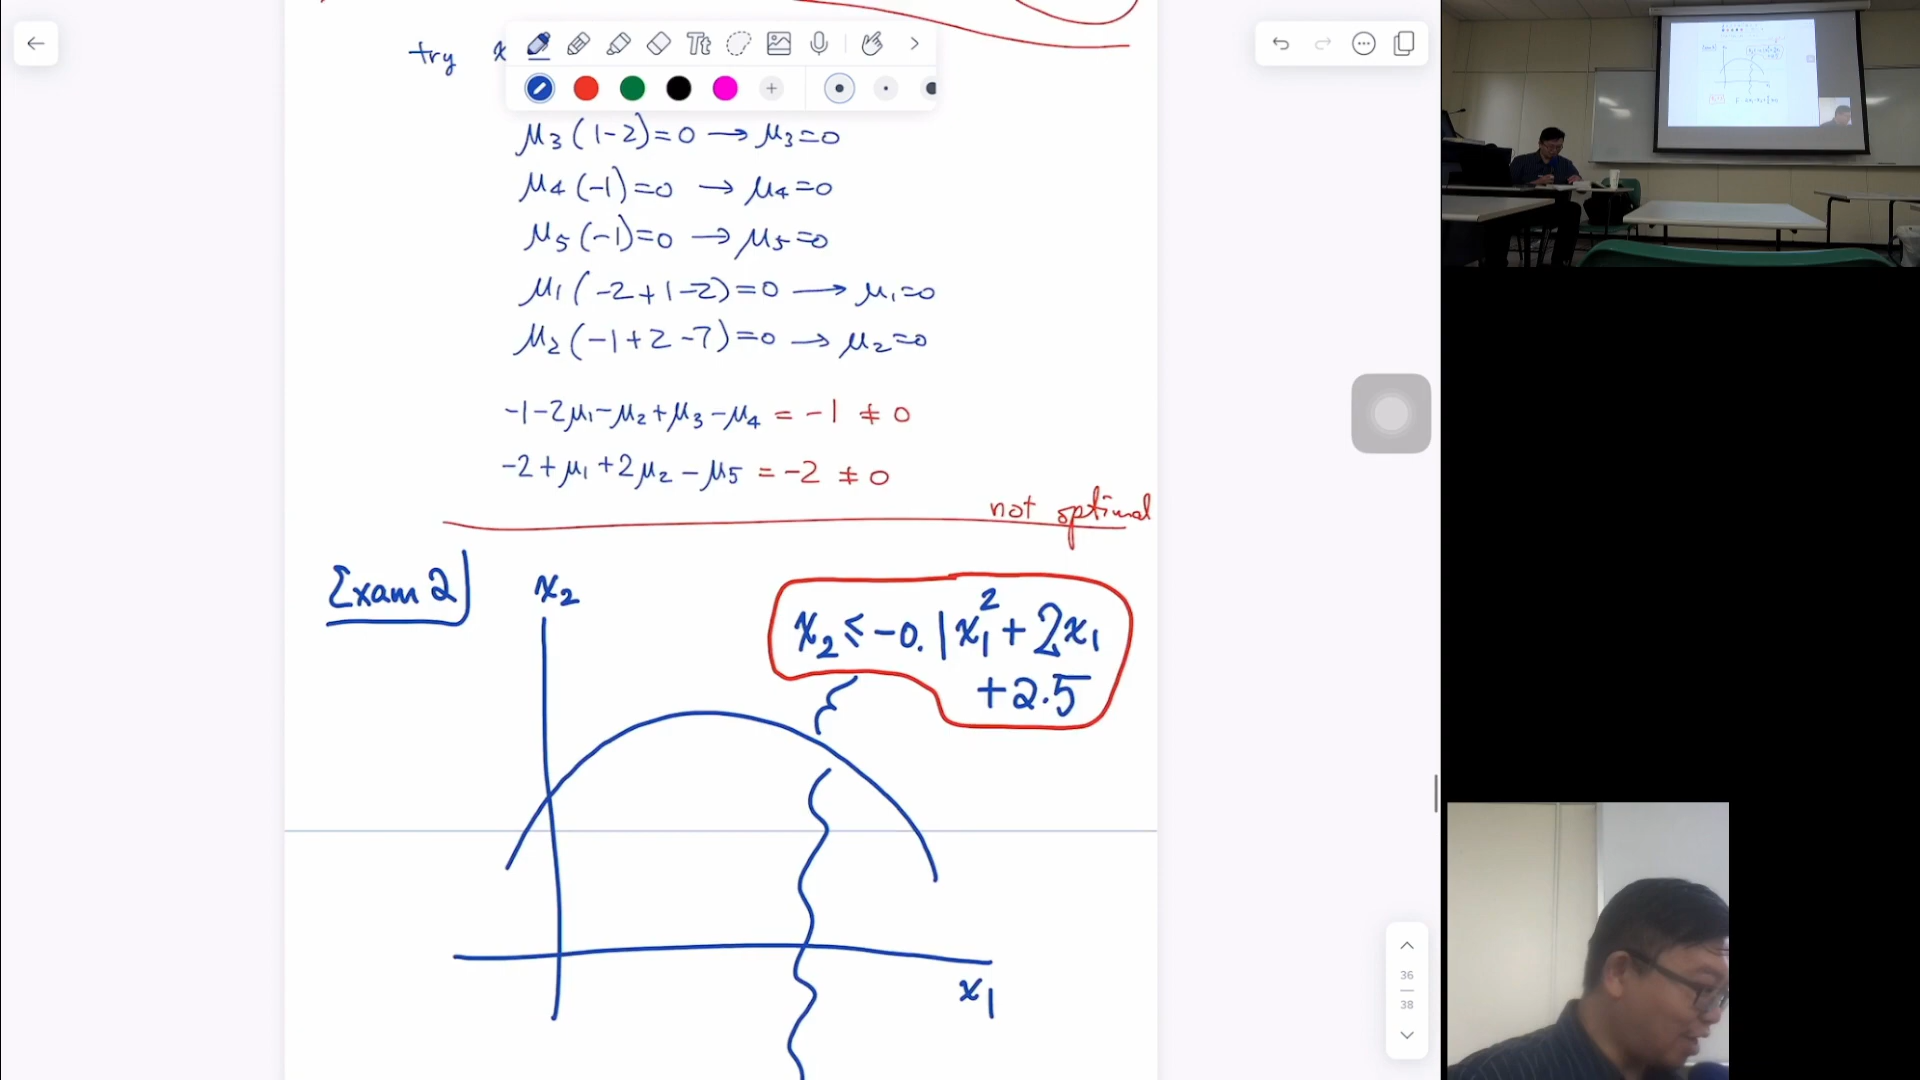 try x
Tt
μ3(1-2)=0 → μ3=0
μ4(-1)=0 → μ4=0
μ5(-1)=0 → μ5=0
μ1(-2+1-2)=0 → μ1=0
μ2(-1+2-7)=0 → μ2=0
-1-2μ1-μ2+μ3-μ4 = -1 ≠ 0
-2+μ1+2μ2-μ5 = -2 ≠ 0
not optimal
Exam 2
x2
x2 ≤ -0.1x1² + 2x1
+2.5
x1
36
38